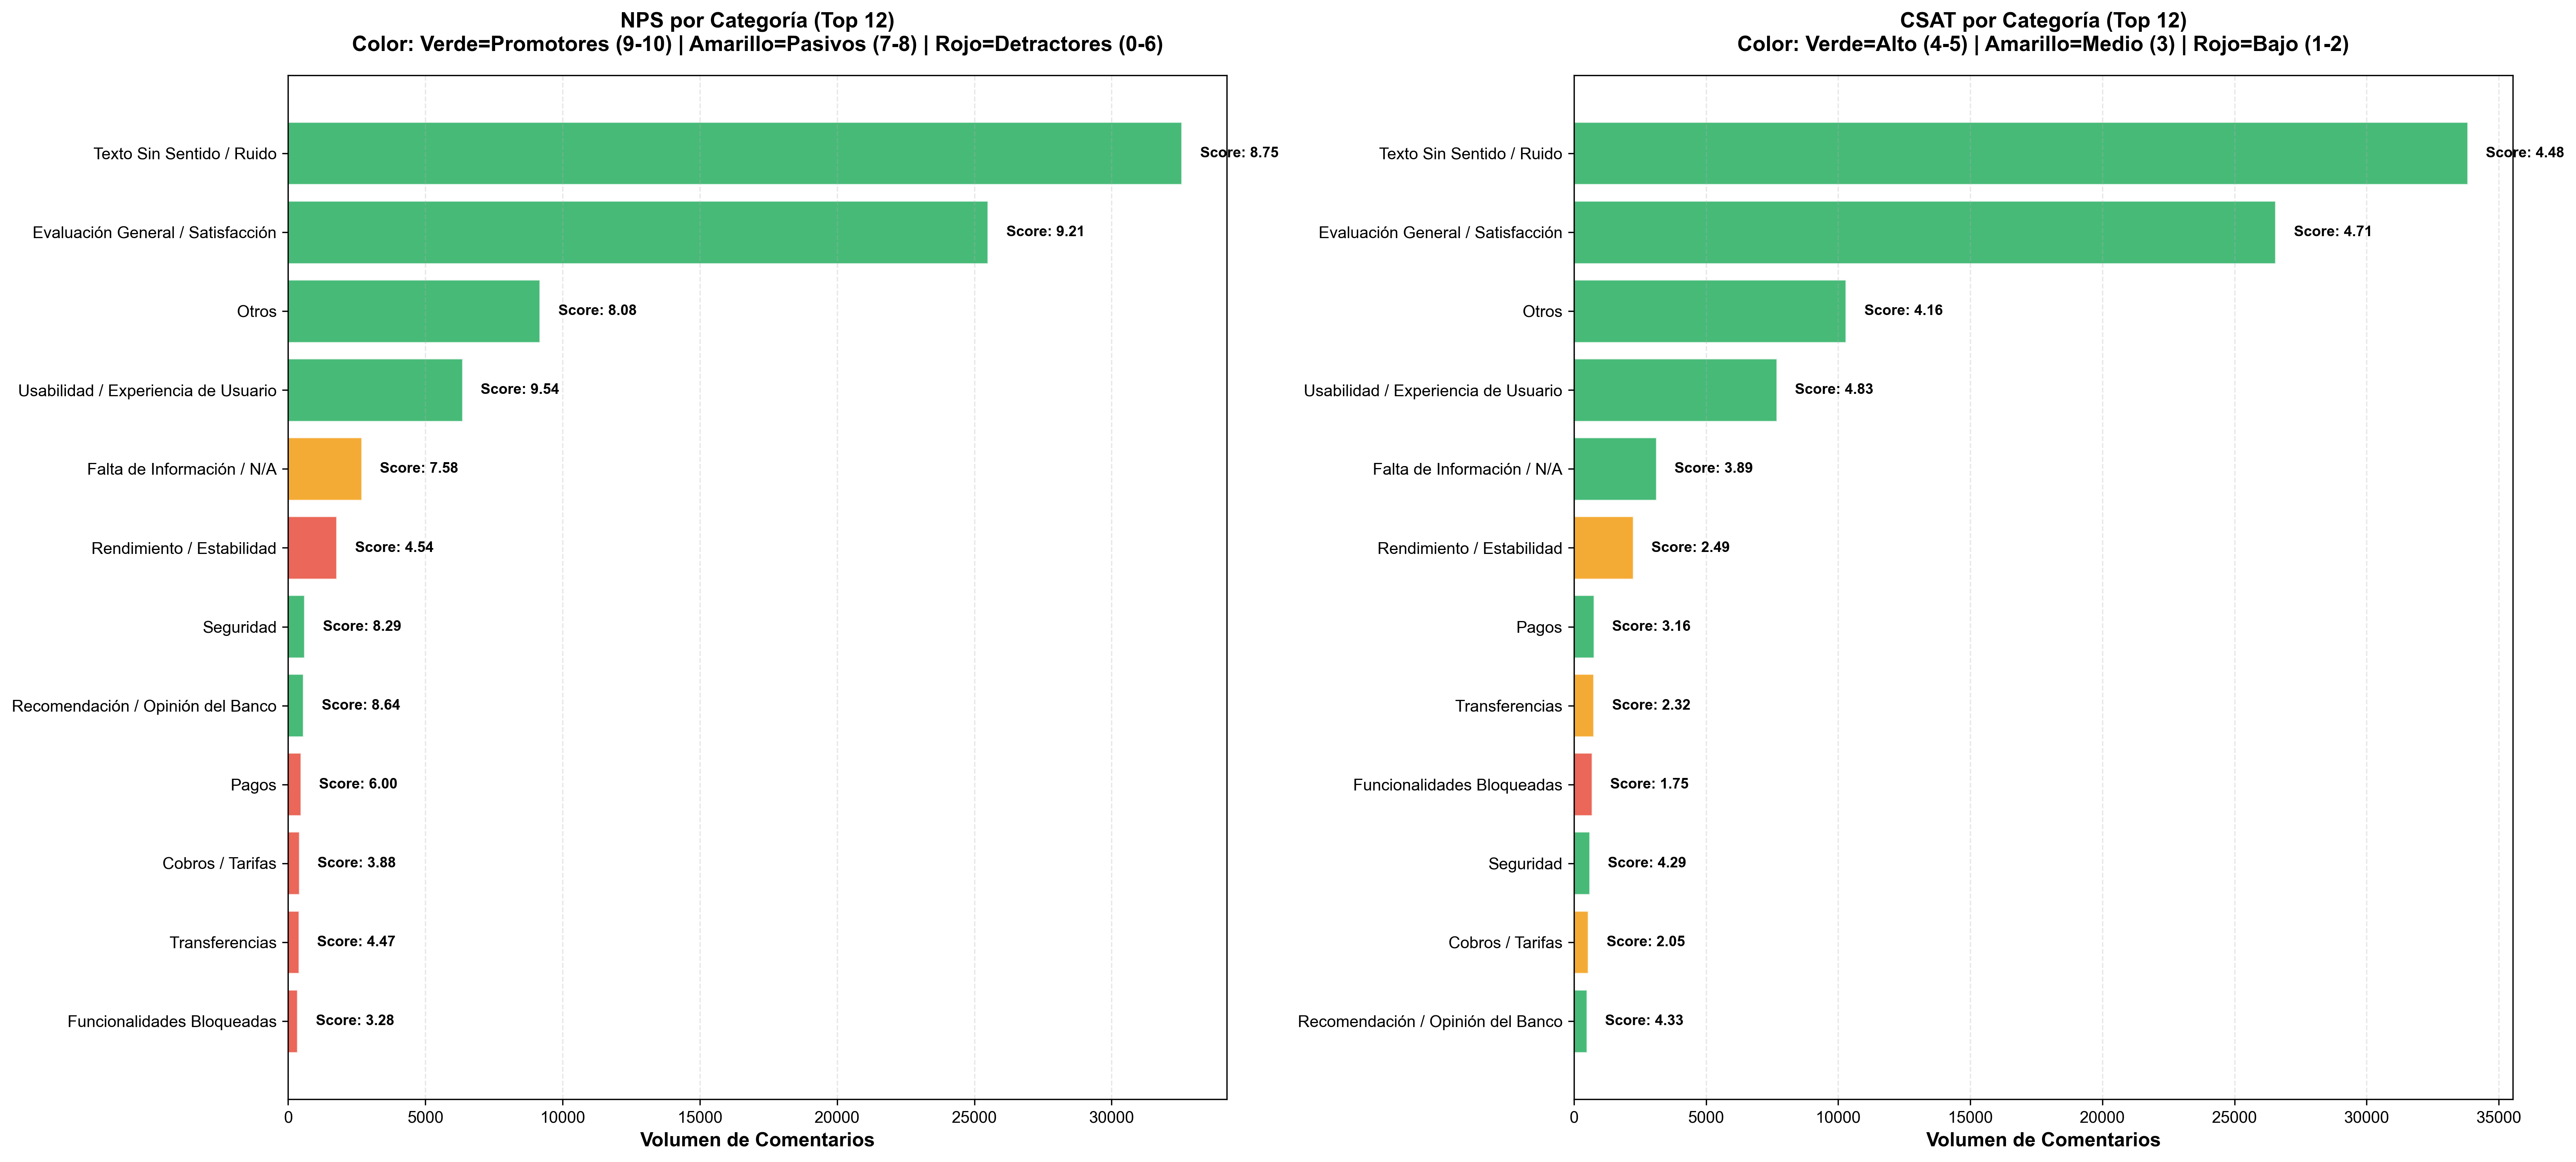 NPS por Categoría (Top 12)
Color: Verde=Promotores (9-10) | Amarillo=Pasivos (7-8) | Rojo=Detractores (0-6)
Texto Sin Sentido / Ruido
Score: 8.75
Evaluación General / Satisfacción
Score: 9.21
Otros
Score: 8.08
Usabilidad / Experiencia de Usuario
Score: 9.54
Falta de Información / N/A
Score: 7.58
Rendimiento / Estabilidad
Score: 4.54
Seguridad
Score: 8.29
Recomendación / Opinión del Banco
Score: 8.64
Pagos
Score: 6.00
Cobros / Tarifas
Score: 3.88
Transferencias
Score: 4.47
Funcionalidades Bloqueadas
Score: 3.28
0 5000 10000 15000 20000 25000 30000
Volumen de Comentarios
CSAT por Categoría (Top 12)
Color: Verde=Alto (4-5) | Amarillo=Medio (3) | Rojo=Bajo (1-2)
Texto Sin Sentido / Ruido
Score: 4.48
Evaluación General / Satisfacción
Score: 4.71
Otros
Score: 4.16
Usabilidad / Experiencia de Usuario
Score: 4.83
Falta de Información / N/A
Score: 3.89
Rendimiento / Estabilidad
Score: 2.49
Pagos
Score: 3.16
Transferencias
Score: 2.32
Funcionalidades Bloqueadas
Score: 1.75
Seguridad
Score: 4.29
Cobros / Tarifas
Score: 2.05
Recomendación / Opinión del Banco
Score: 4.33
0 5000 10000 15000 20000 25000 30000 35000
Volumen de Comentarios